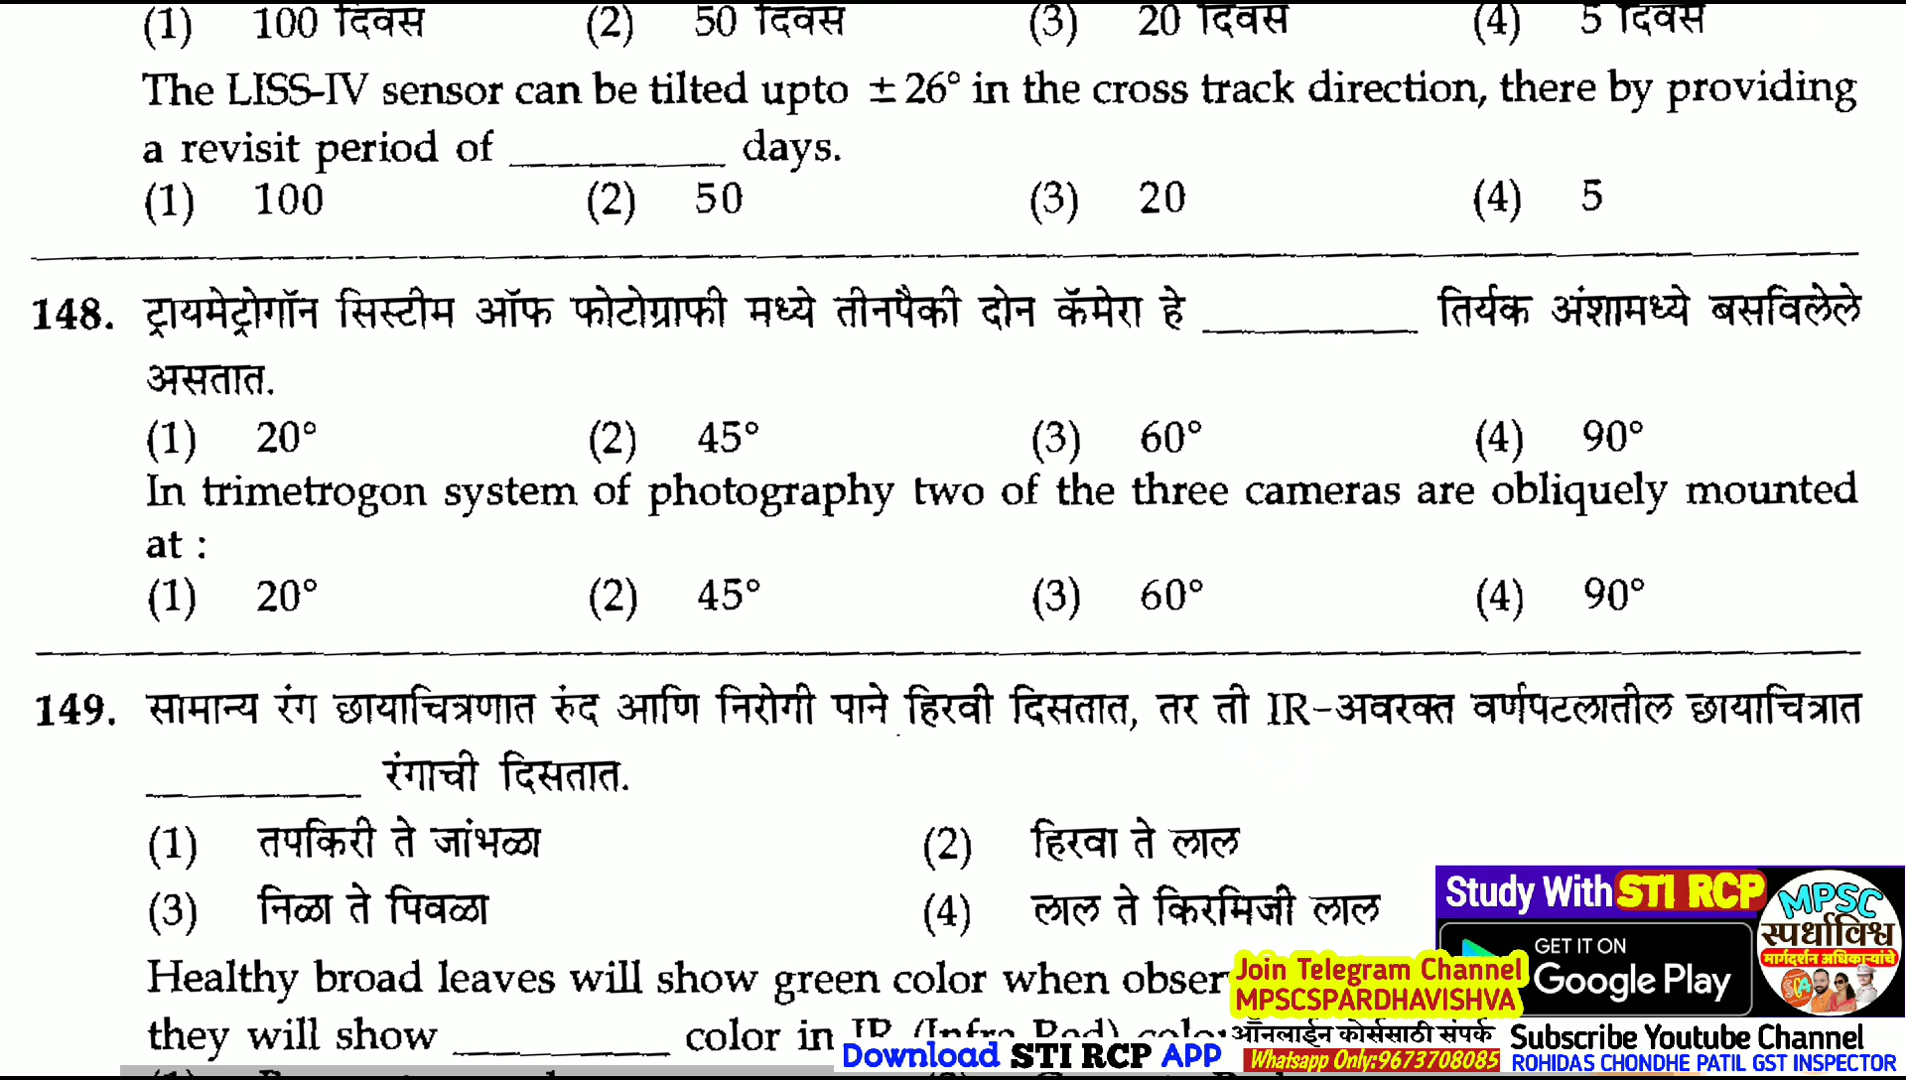 (1) 100 दिवस (2) 50 दिवस (3) 20 दिवस (4) 5 दिवस
The LISS-IV sensor can be tilted upto ± 26° in the cross track direction, there by providing
a revisit period of ________ days.
(1) 100 (2) 50 (3) 20 (4) 5
148. ट्रायमेट्रोगॉन सिस्टीम ऑफ फोटोग्राफी मध्ये तीनपैकी दोन कॅमेरा हे ________ तिर्यक अंशामध्ये बसविलेले
असतात.
(1) 20° (2) 45° (3) 60° (4) 90°
In trimetrogon system of photography two of the three cameras are obliquely mounted
at :
(1) 20° (2) 45° (3) 60° (4) 90°
149. सामान्य रंग छायाचित्रणात रुंद आणि निरोगी पाने हिरवी दिसतात, तर ती IR-अवरक्त वर्णपटलातील छायाचित्रात
________ रंगाची दिसतात.
(1) तपकिरी ते जांभळा (2) हिरवा ते लाल
(3) निळा ते पिवळा (4) लाल ते किरमिजी लाल
Healthy broad leaves will show green color when obser
they will show ________ color in IR (Infra Red)
Study With STI RCP
GET IT ON
Google Play
MPSC
स्पर्धाविश्व
मार्गदर्शन अधिकाऱ्यांचे
Join Telegram Channel
MPSCSPARDHAVISHVA
ऑनलाईन कोर्ससाठी संपर्क
Whatsapp Only:9673708085
Download STI RCP APP
Subscribe Youtube Channel
ROHIDAS CHONDHE PATIL GST INSPECTOR